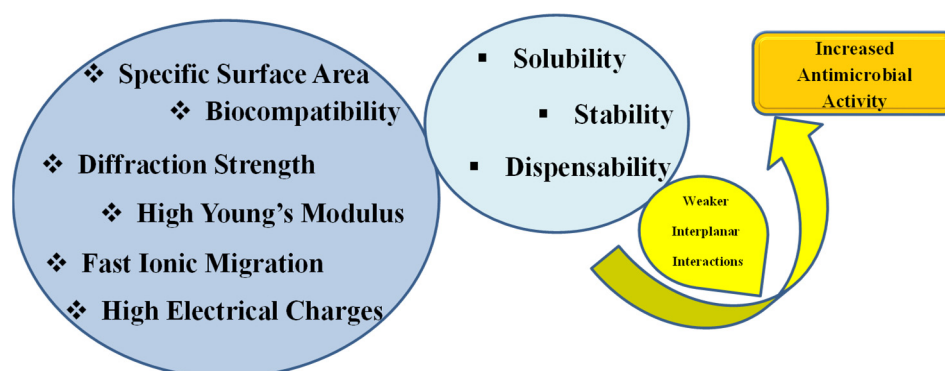 ❖ Specific Surface Area
❖ Biocompatibility
❖ Diffraction Strength
❖ High Young's Modulus
❖ Fast Ionic Migration
❖ High Electrical Charges
▪ Solubility
▪ Stability
▪ Dispensability
Weaker
Interplanar
Interactions
Increased
Antimicrobial
Activity